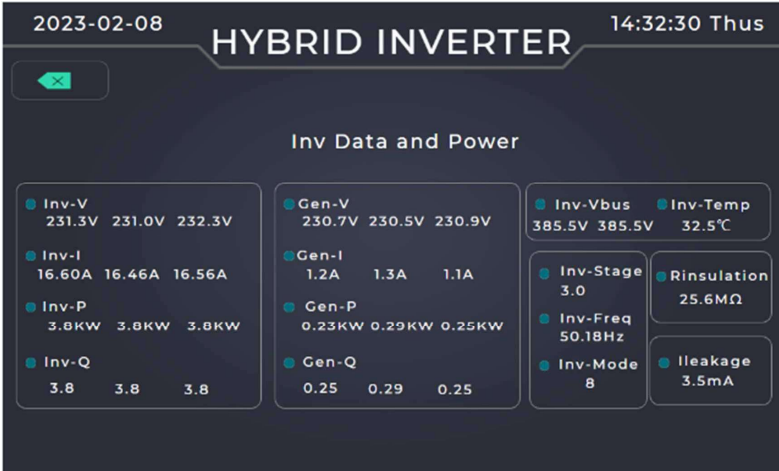 2023-02-08
HYBRID INVERTER
14:32:30 Thus
Inv Data and Power
Inv-V
231.3V 231.0V 232.3V
Inv-I
16.60A 16.46A 16.56A
Inv-P
3.8KW 3.8KW 3.8KW
Inv-Q
3.8 3.8 3.8
Gen-V
230.7V 230.5V 230.9V
Gen-I
1.2A 1.3A 1.1A
Gen-P
0.23KW 0.29KW 0.25KW
Gen-Q
0.25 0.29 0.25
Inv-Vbus Inv-Temp
385.5V 385.5V 32.5℃
Inv-Stage
3.0
Inv-Freq
50.18Hz
Inv-Mode
8
Rinsulation
25.6MΩ
Ileakage
3.5mA